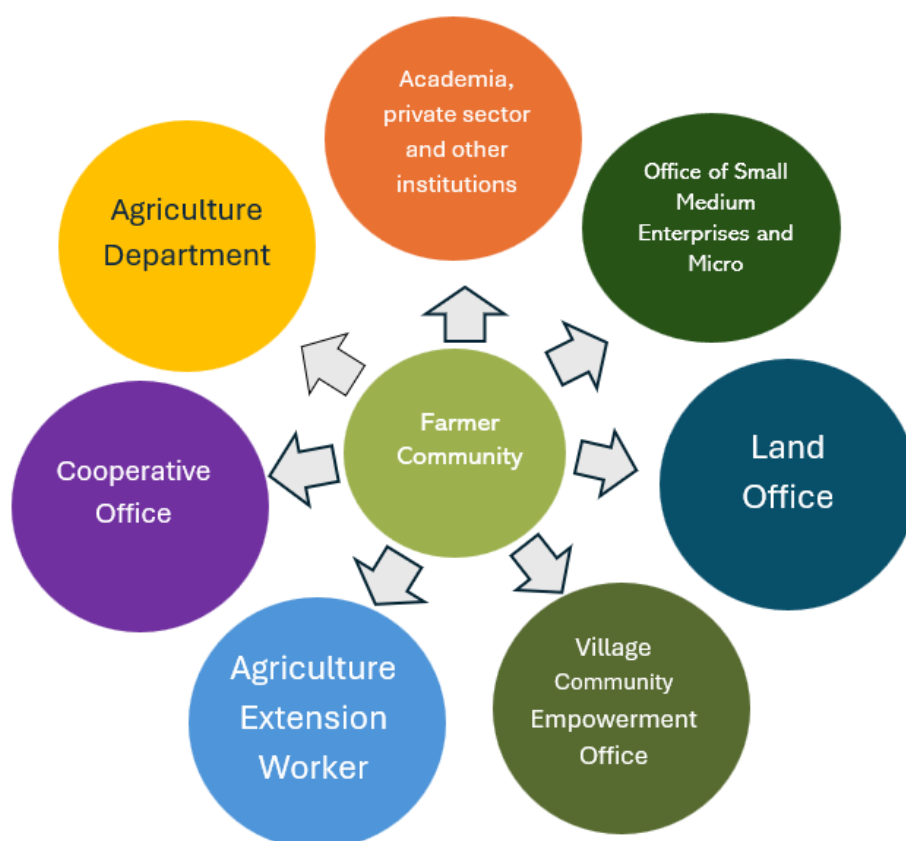 Academia,
private sector
and other
institutions
Office of Small
Medium
Enterprises and
Micro
Land
Office
Village
Community
Empowerment
Office
Agriculture
Extension
Worker
Cooperative
Office
Agriculture
Department
Farmer
Community